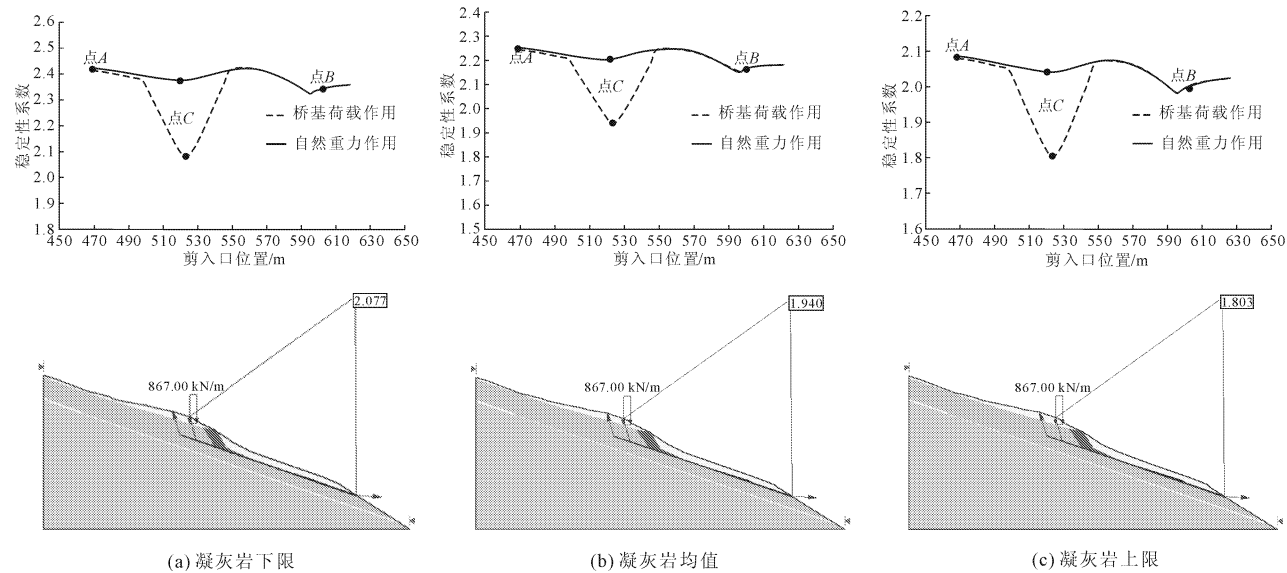 2.6
2.5
2.4
2.3
2.2
2.1
2.0
1.9
1.8
稳定性系数
点A
点B
点C
桥基荷载作用
自然重力作用
450 470 490 510 530 550 570 590 610 630 650
剪入口位置/m
2.4
2.3
2.2
2.1
2.0
1.9
1.8
1.7
1.6
1.5
稳定性系数
点A
点B
点C
桥基荷载作用
自然重力作用
450 470 490 510 530 550 570 590 610 630 650
剪入口位置/m
2.2
2.1
2.0
1.9
1.8
1.7
1.6
稳定性系数
点A
点B
点C
桥基荷载作用
自然重力作用
450 470 490 510 530 550 570 590 610 630 650
剪入口位置/m
2.077
867.00 kN/m
1.940
867.00 kN/m
1.803
867.00 kN/m
(a) 凝灰岩下限
(b) 凝灰岩均值
(c) 凝灰岩上限